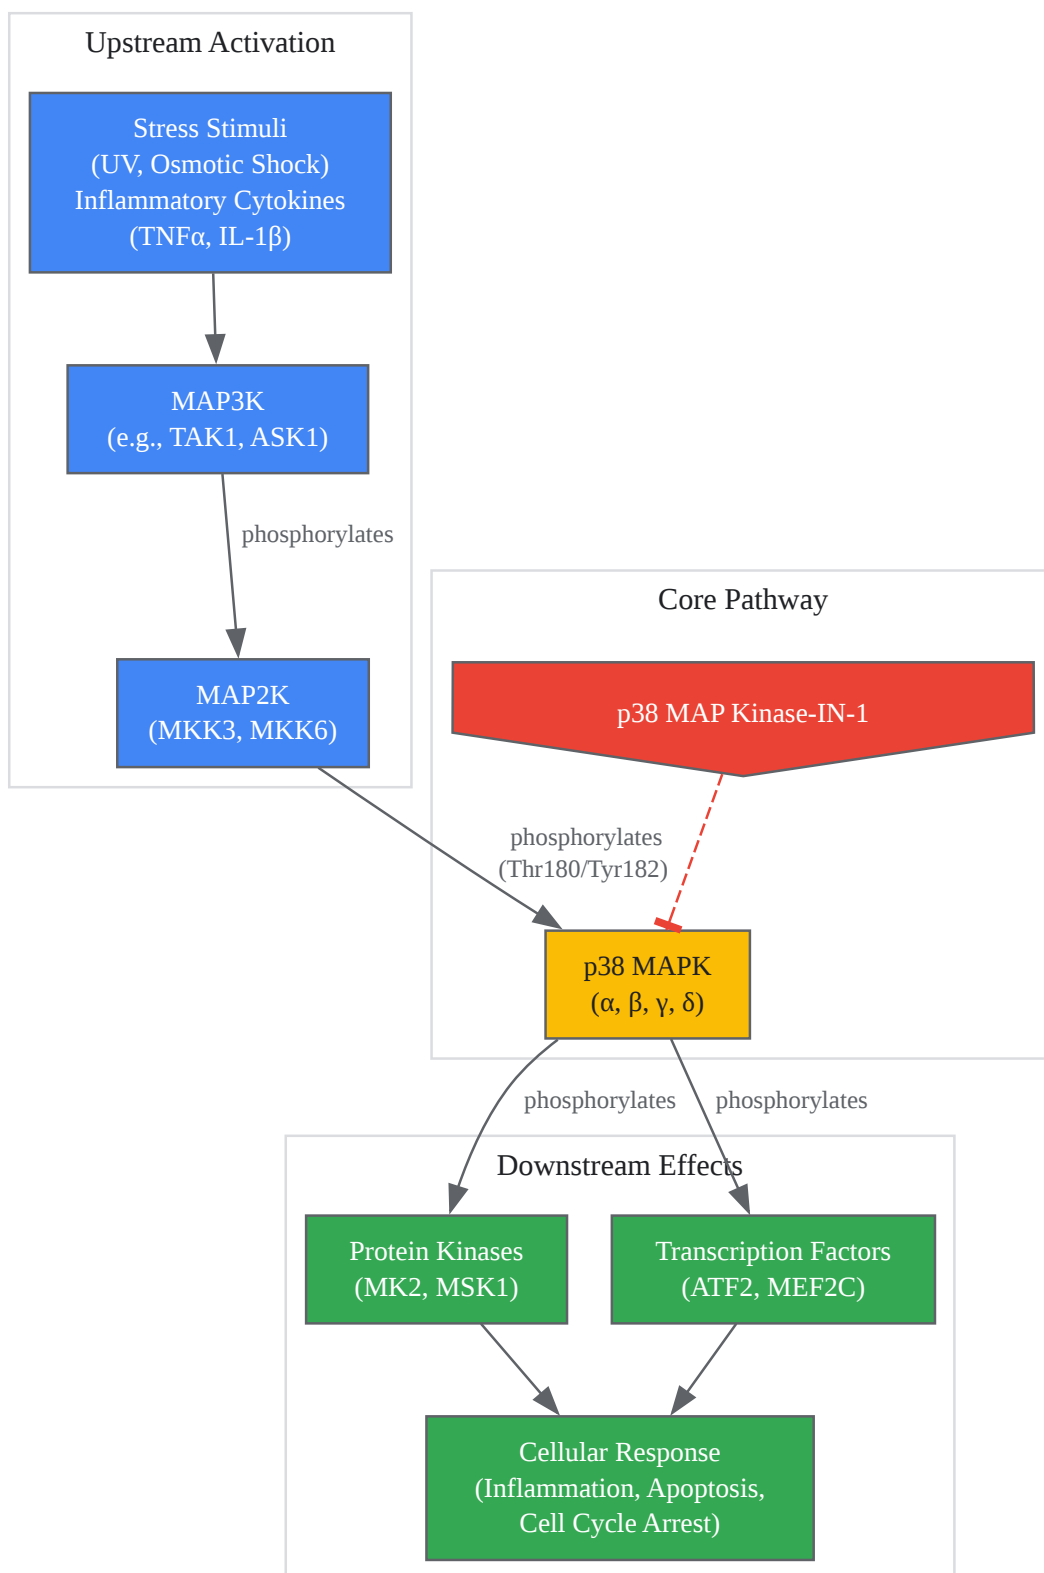 Upstream Activation
Stress Stimuli
(UV, Osmotic Shock)
Inflammatory Cytokines
(TNFα, IL-1β)
MAP3K
(e.g., TAK1, ASK1)
phosphorylates
MAP2K
(MKK3, MKK6)
Core Pathway
p38 MAP Kinase-IN-1
phosphorylates
(Thr180/Tyr182)
p38 MAPK
(α, β, γ, δ)
phosphorylates
phosphorylates
Downstream Effects
Protein Kinases
(MK2, MSK1)
Transcription Factors
(ATF2, MEF2C)
Cellular Response
(Inflammation, Apoptosis,
Cell Cycle Arrest)